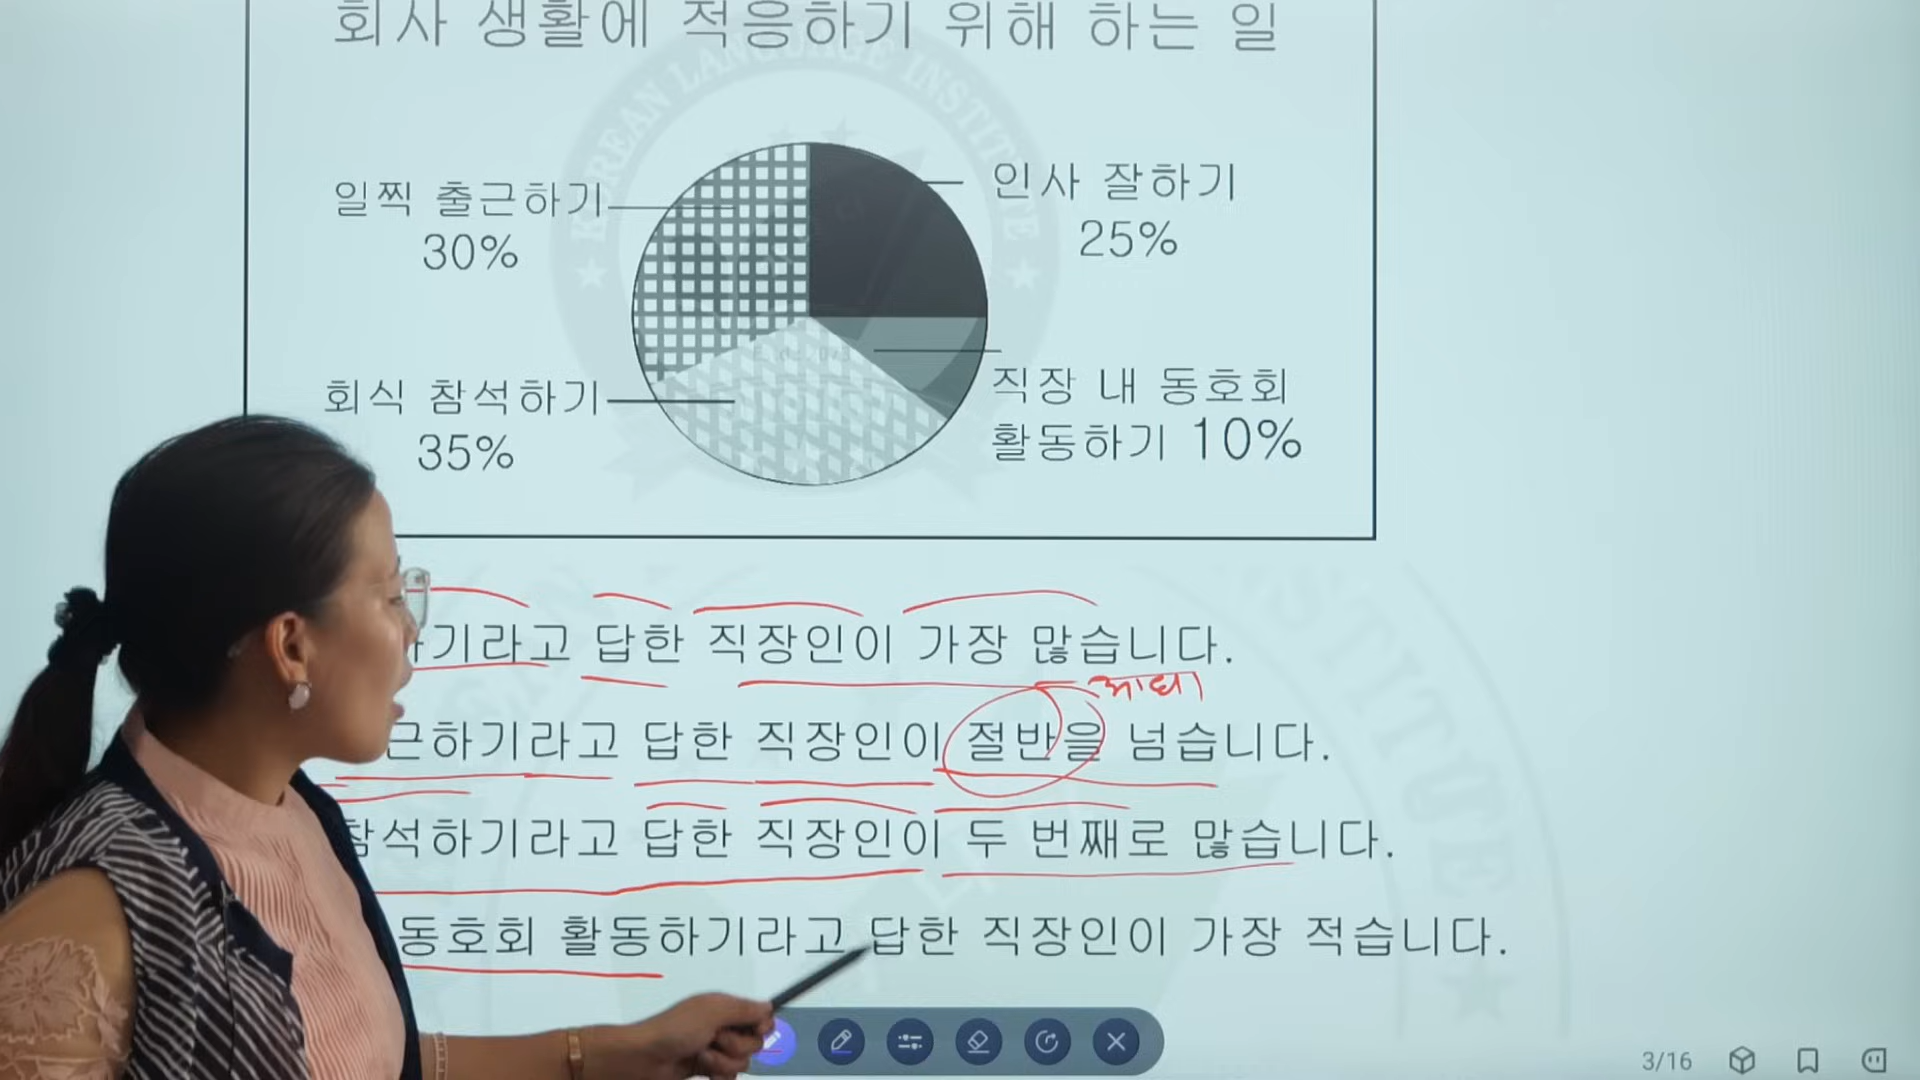 회사 생활에 적응하기 위해 하는 일
KOREAN LANGUAGE INSTITUTE
인사 잘하기
25%
일찍 출근하기
30%
직장 내 동호회
활동하기 10%
회식 참석하기
35%
하기라고 답한 직장인이 가장 많습니다.
आधा
근하기라고 답한 직장인이 절반을 넘습니다.
참석하기라고 답한 직장인이 두 번째로 많습니다.
동호회 활동하기라고 답한 직장인이 가장 적습니다.
3/16